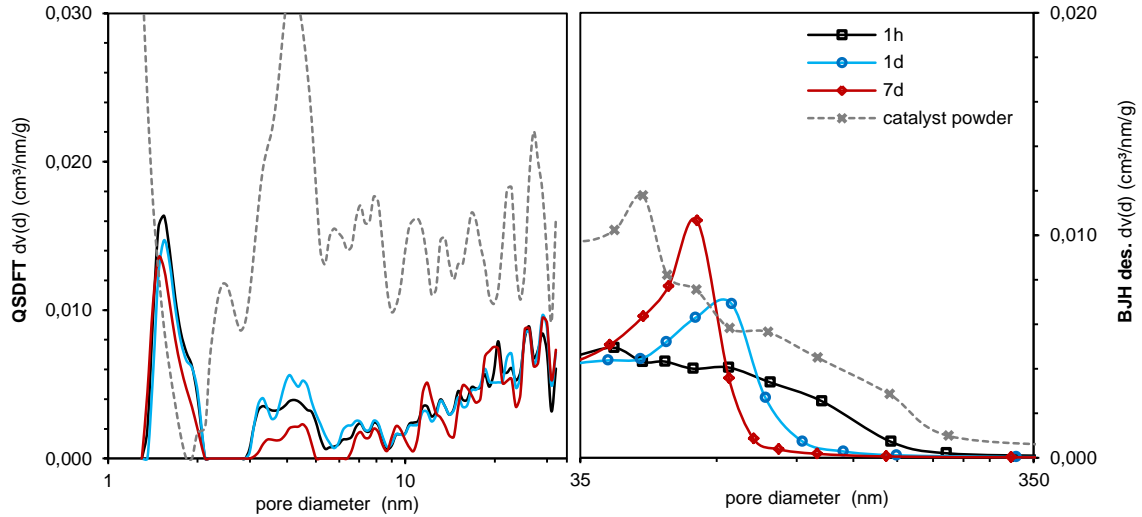 QSDFT dv(d) (cm³/nm/g)
0,030
0,020
0,010
0,000
1
10
pore diameter (nm)
1h
1d
7d
catalyst powder
35
350
pore diameter (nm)
0,020
0,010
0,000
BJH des. dv(d) (cm³/nm/g)